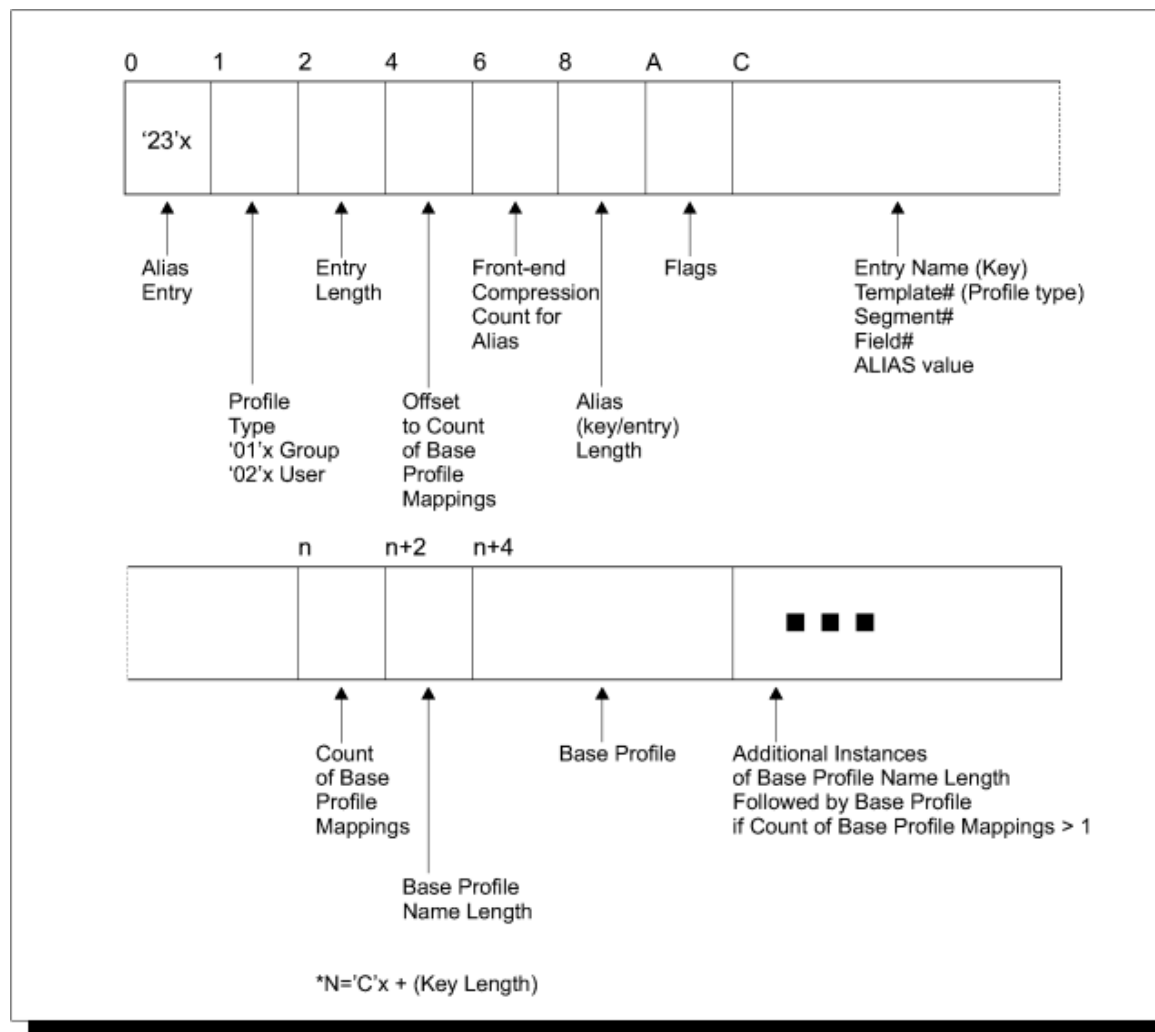 0 1 2 4 6 8 A C
‘23’x
Alias
Entry
Entry
Length
Front-end
Compression
Count for
Alias
Flags
Entry Name (Key)
Template# (Profile type)
Segment#
Field#
ALIAS value
Profile
Type
‘01’x Group
‘02’x User
Offset
to Count
of Base
Profile
Mappings
Alias
(key/entry)
Length
n n+2 n+4
Count
of Base
Profile
Mappings
Base Profile
Additional Instances
of Base Profile Name Length
Followed by Base Profile
if Count of Base Profile Mappings > 1
Base Profile
Name Length
*N=’C’x + (Key Length)